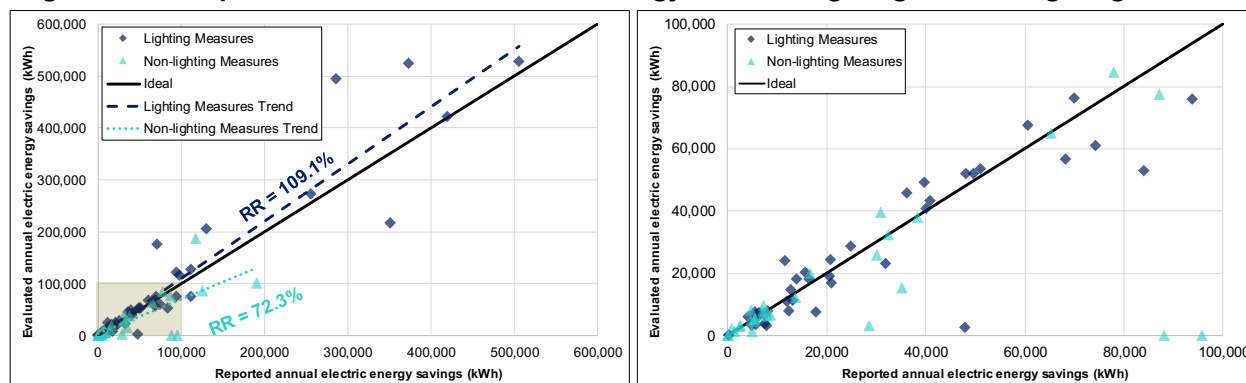 600,000
500,000
400,000
300,000
200,000
100,000
0
Evaluated annual electric energy savings (kWh)
Lighting Measures
Non-lighting Measures
Ideal
Lighting Measures Trend
Non-lighting Measures Trend
RR = 109.1%
RR = 72.3%
0 100,000 200,000 300,000 400,000 500,000 600,000
Reported annual electric energy savings (kWh)
100,000
80,000
60,000
40,000
20,000
0
Evaluated annual electric energy savings (kWh)
Lighting Measures
Non-lighting Measures
Ideal
0 20,000 40,000 60,000 80,000 100,000
Reported annual electric energy savings (kWh)